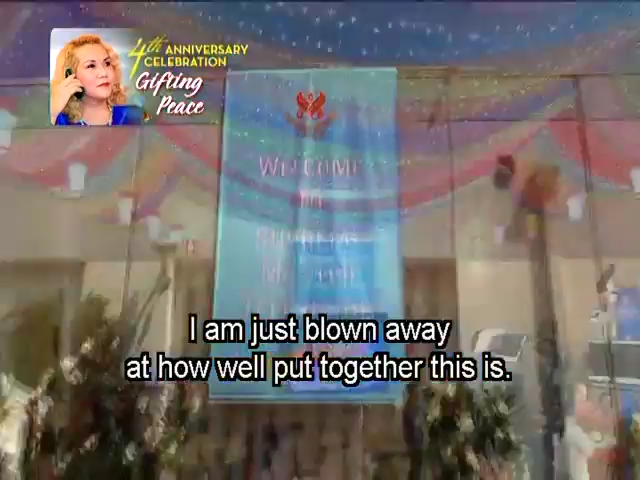 4th ANNIVERSARY
CELEBRATION
Gifting
Peace
WELCOME
I am just blown away
at how well put together this is.